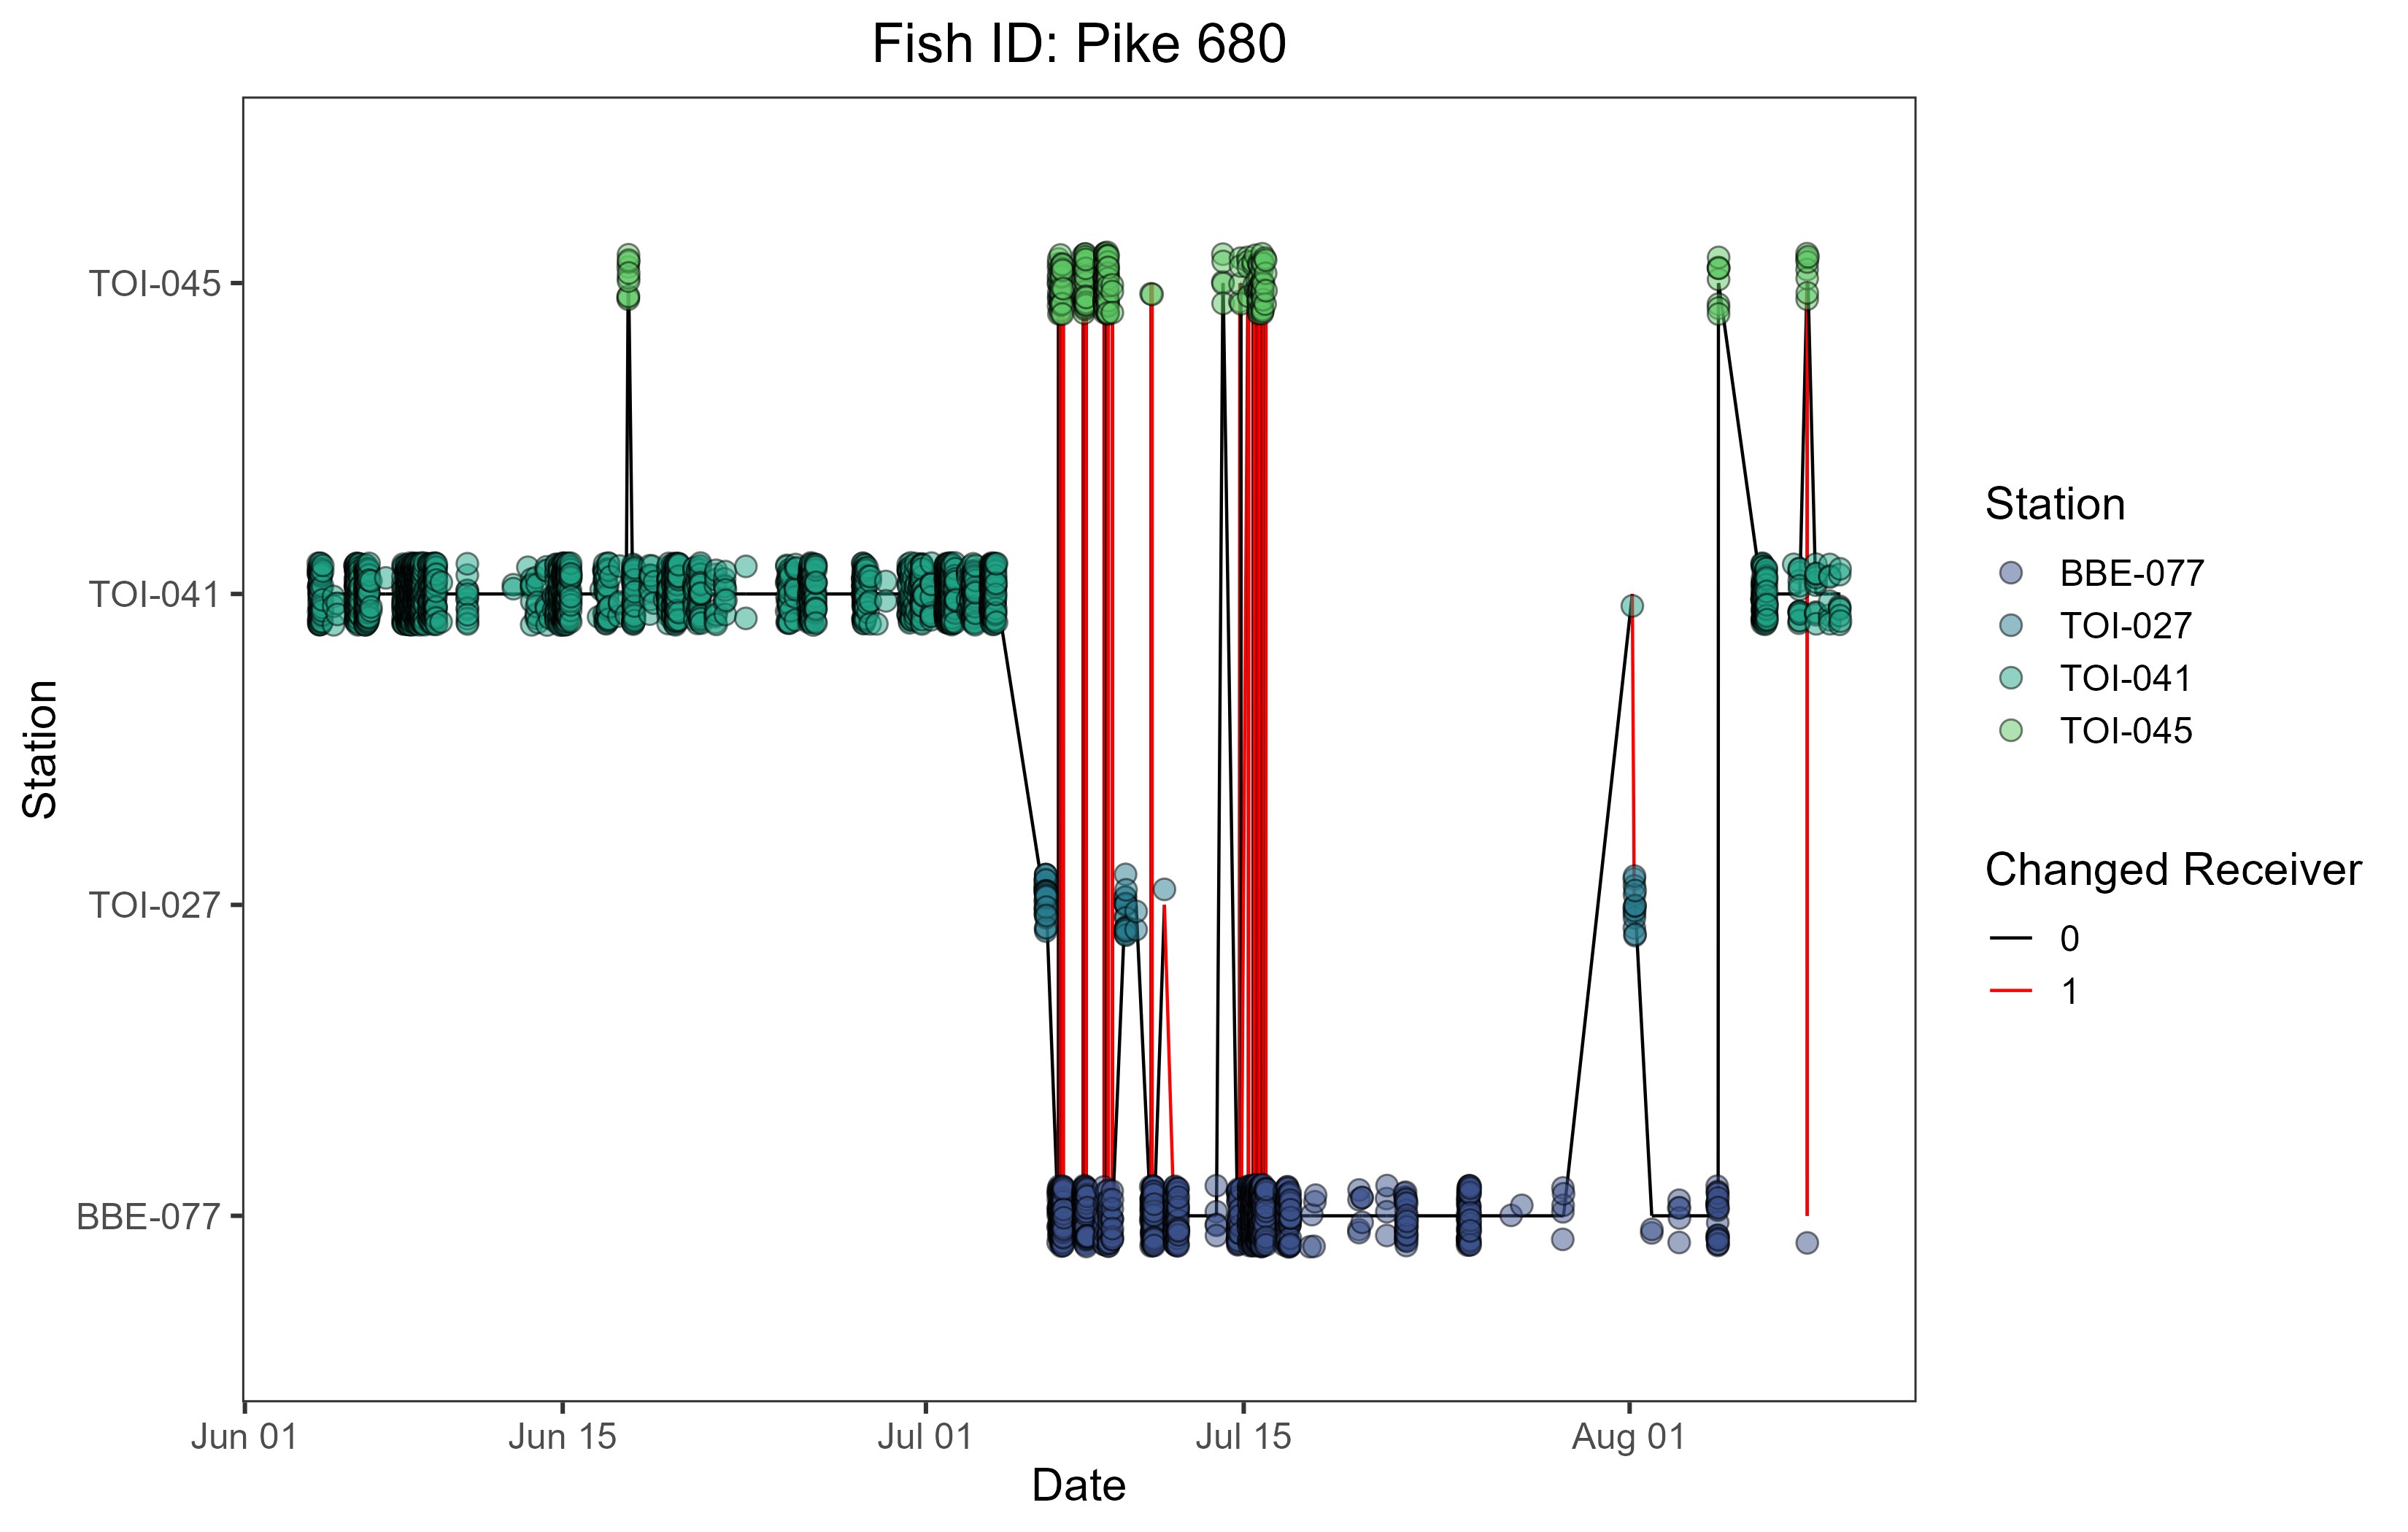 Fish ID: Pike 680
TOI-045
TOI-041
TOI-027
BBE-077
Station
Jun 01
Jun 15
Jul 01
Jul 15
Aug 01
Date
Station
BBE-077
TOI-027
TOI-041
TOI-045
Changed Receiver
0
1